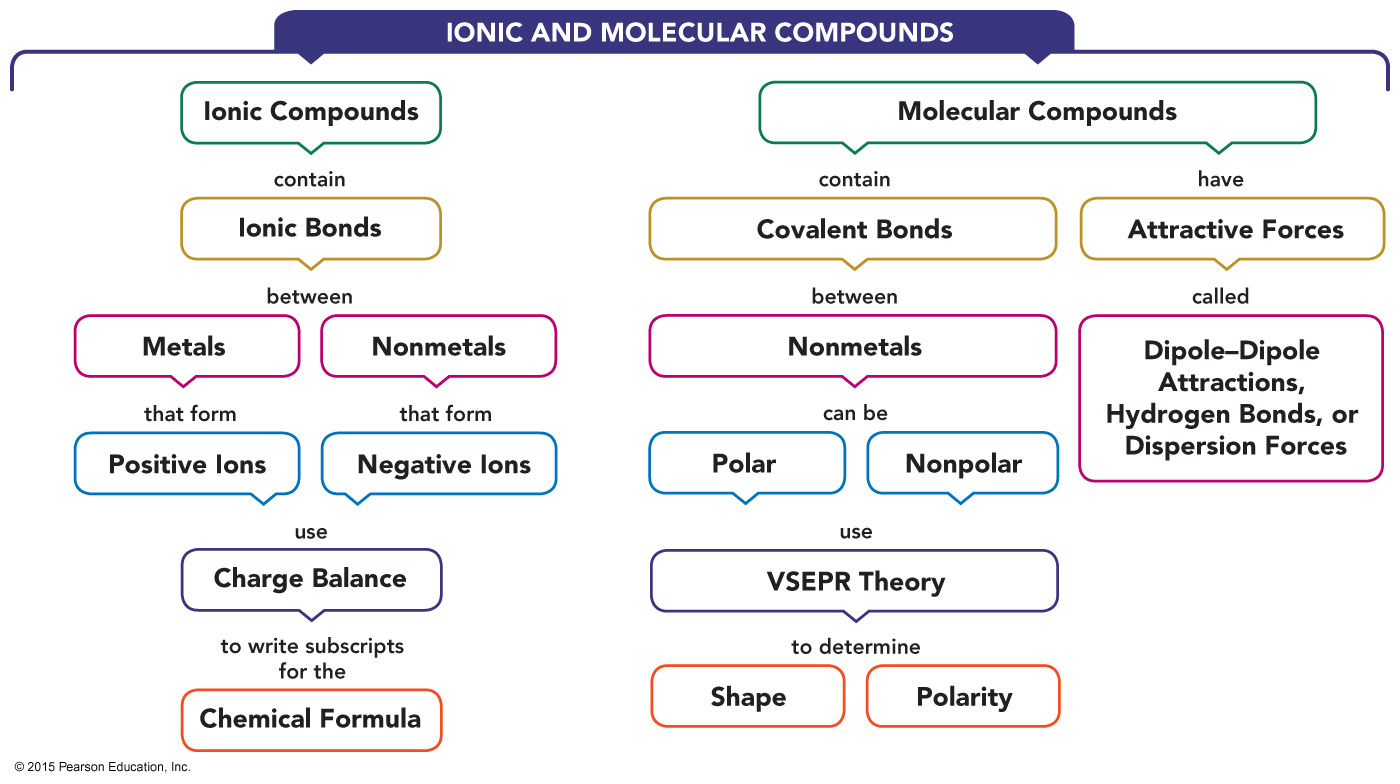 IONIC AND MOLECULAR COMPOUNDS
Ionic Compounds
contain
Ionic Bonds
between
Metals
Nonmetals
that form
that form
Positive Ions
Negative Ions
use
Charge Balance
to write subscripts
for the
Chemical Formula
Molecular Compounds
contain
Covalent Bonds
between
Nonmetals
can be
Polar
Nonpolar
use
VSEPR Theory
to determine
Shape
Polarity
have
Attractive Forces
called
Dipole–Dipole
Attractions,
Hydrogen Bonds, or
Dispersion Forces
© 2015 Pearson Education, Inc.